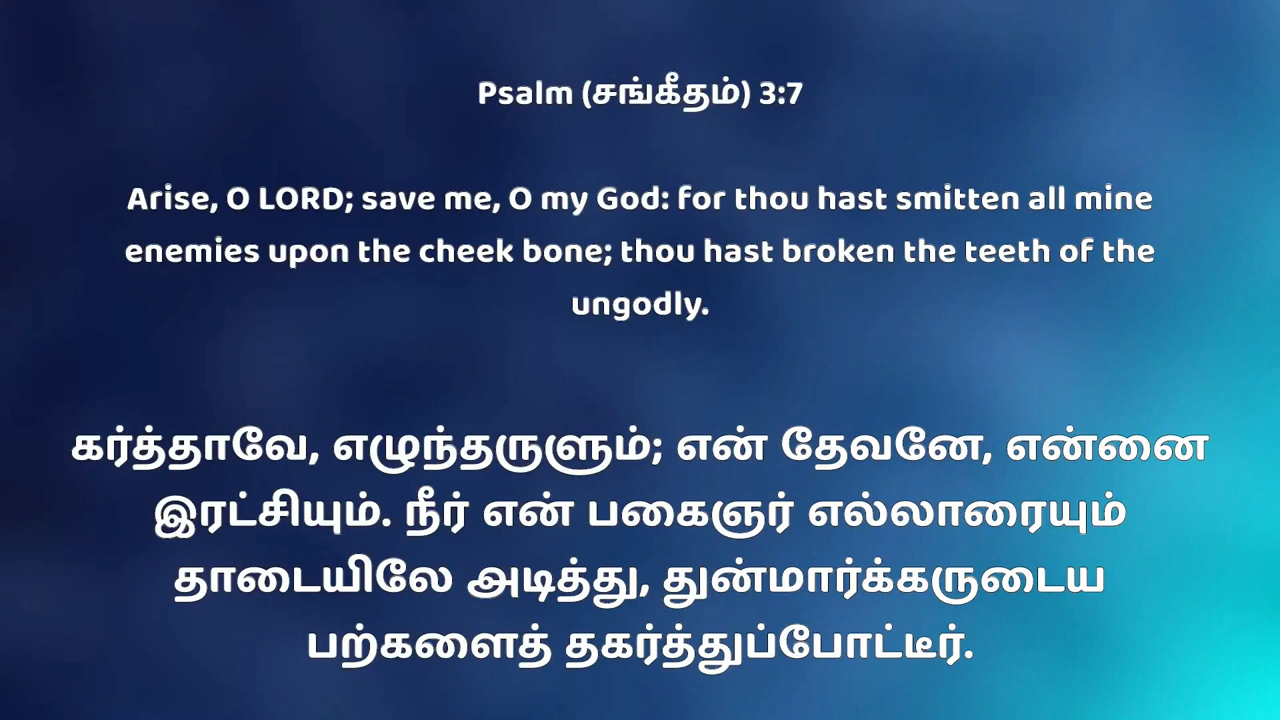 Psalm (சங்கீதம்) 3:7
Arise, O LORD; save me, O my God: for thou hast smitten all mine
enemies upon the cheek bone; thou hast broken the teeth of the
ungodly.
கர்த்தாவே, எழுந்தருளும்; என் தேவனே, என்னை
இரட்சியும். நீர் என் பகைஞர் எல்லாரையும்
தாடையிலே அடித்து, துன்மார்க்கருடைய
பற்களைத் தகர்த்துப்போட்டீர்.